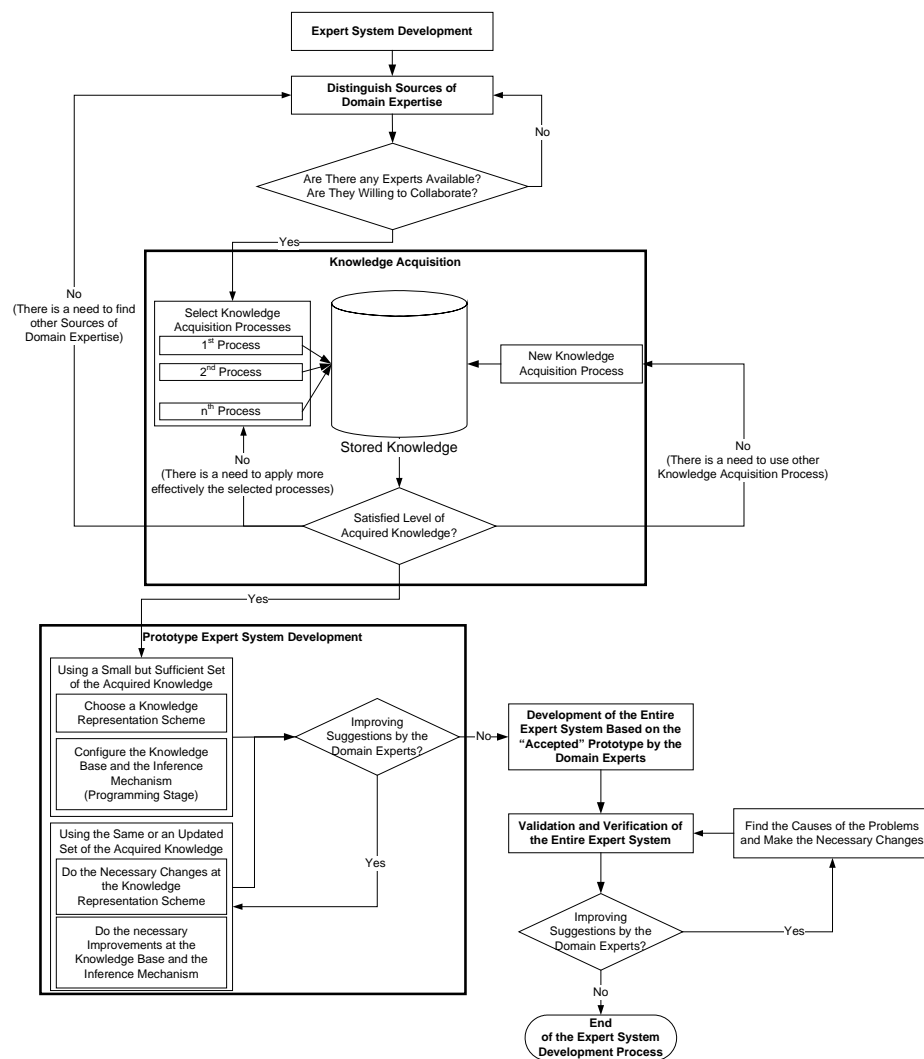 Expert System Development
Distinguish Sources of
Domain Expertise
No
Are There any Experts Available?
Are They Willing to Collaborate?
Yes
Knowledge Acquisition
No
(There is a need to find
other Sources of
Domain Expertise)
Select Knowledge
Acquisition Processes
1st Process
2nd Process
nth Process
New Knowledge
Acquisition Process
Stored Knowledge
No
(There is a need to apply more
effectively the selected processes)
No
(There is a need to use other
Knowledge Acquisition Process)
Satisfied Level of
Acquired Knowledge?
Yes
Prototype Expert System Development
Using a Small but Sufficient Set
of the Acquired Knowledge
Choose a Knowledge
Representation Scheme
Configure the Knowledge
Base and the Inference
Mechanism
(Programming Stage)
Improving
Suggestions by the
Domain Experts?
No
Yes
Using the Same or an Updated
Set of the Acquired Knowledge
Do the Necessary Changes at
the Knowledge
Representation Scheme
Do the necessary
Improvements at the
Knowledge Base and the
Inference Mechanism
Development of the Entire
Expert System Based on the
“Accepted” Prototype by the
Domain Experts
Validation and Verification of
the Entire Expert System
Find the Causes of the Problems
and Make the Necessary Changes
Improving
Suggestions by the
Domain Experts?
Yes
No
End
of the Expert System
Development Process